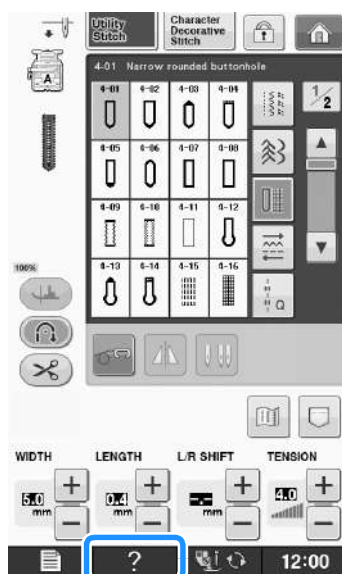 Utility
Stitch
Character
Decorative
Stitch
A
4-01 Narrow rounded buttonhole
1/2
4-01 4-02 4-03 4-04
4-05 4-06 4-07 4-08
4-09 4-10 4-11 4-12
4-13 4-14 4-15 4-16
Q
100%
WIDTH LENGTH L/R SHIFT TENSION
5.0 mm + − 0.4 mm + − -.- mm + − 4.0 + −
? 12:00